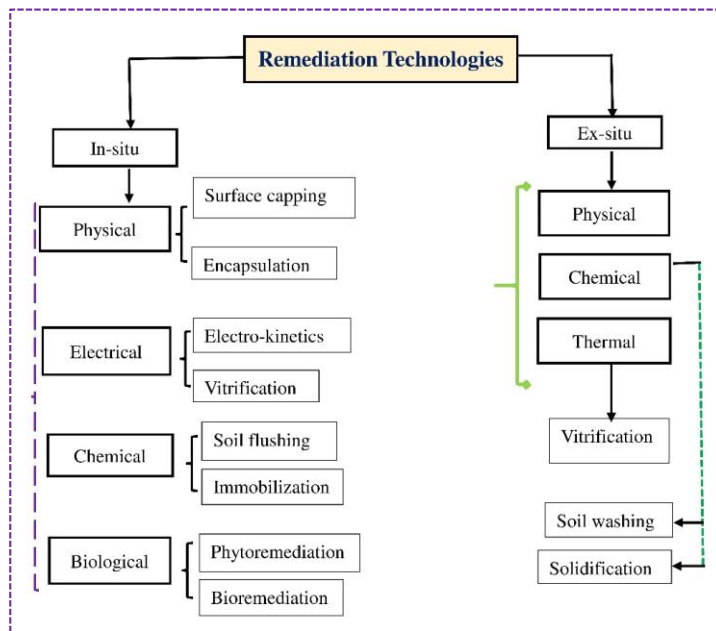 Remediation Technologies
In-situ
Physical
Surface capping
Encapsulation
Electrical
Electro-kinetics
Vitrification
Chemical
Soil flushing
Immobilization
Biological
Phytoremediation
Bioremediation
Ex-situ
Physical
Chemical
Thermal
Vitrification
Soil washing
Solidification